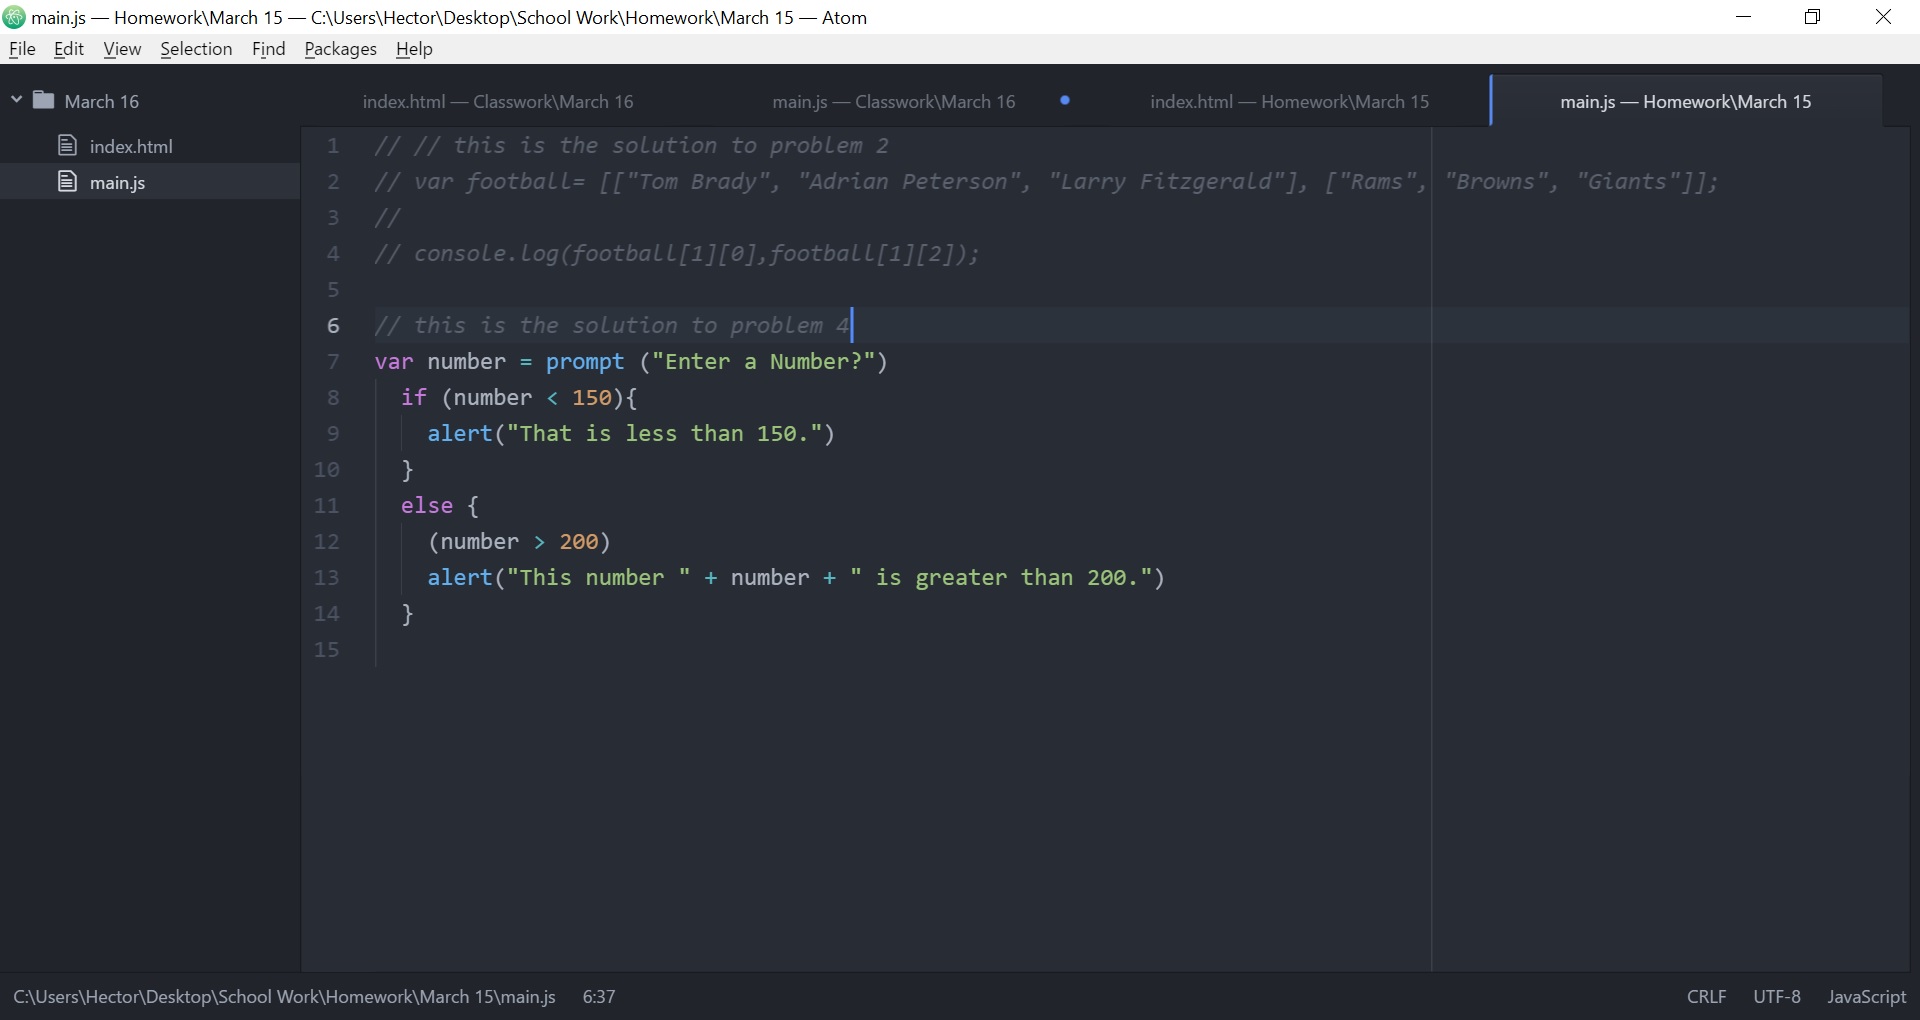 main.js — Homework\March 15 — C:\Users\Hector\Desktop\School Work\Homework\March 15 — Atom
File Edit View Selection Find Packages Help
March 16
index.html
main.js
index.html — Classwork\March 16
main.js — Classwork\March 16
index.html — Homework\March 15
main.js — Homework\March 15
1 // // this is the solution to problem 2
2 // var football= [["Tom Brady", "Adrian Peterson", "Larry Fitzgerald"], ["Rams", "Browns", "Giants"]];
3 //
4 // console.log(football[1][0],football[1][2]);
5
6 // this is the solution to problem 4
7 var number = prompt ("Enter a Number?")
8   if (number < 150){
9     alert("That is less than 150.")
10   }
11   else {
12     (number > 200)
13     alert("This number " + number + " is greater than 200.")
14   }
15
C:\Users\Hector\Desktop\School Work\Homework\March 15\main.js 6:37
CRLF UTF-8 JavaScript